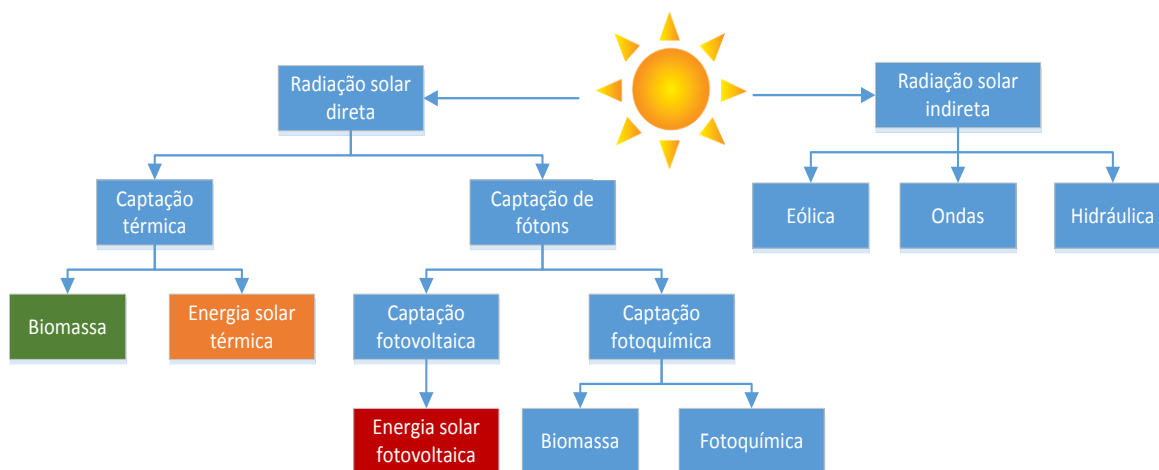 Radiação solar
direta
Radiação solar
indireta
Captação
térmica
Captação de
fótons
Eólica
Ondas
Hidráulica
Biomassa
Energia solar
térmica
Captação
fotovoltaica
Captação
fotoquímica
Energia solar
fotovoltaica
Biomassa
Fotoquímica